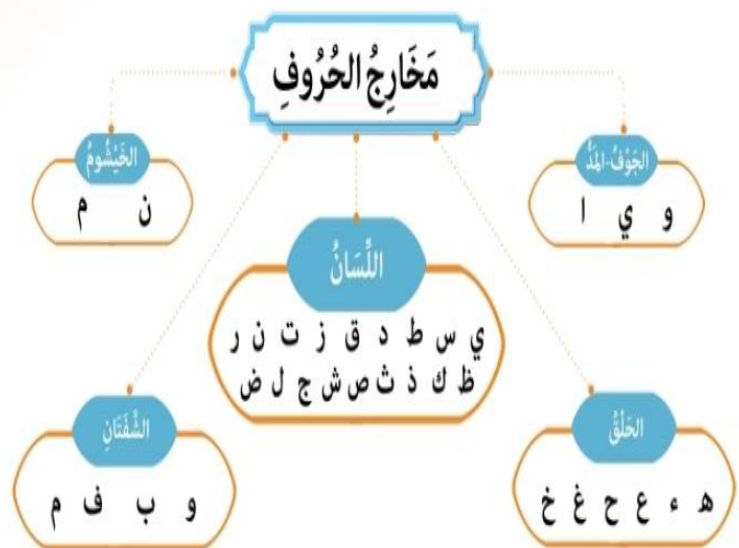 مَخَارِجُ الحُرُوفِ
الجَوْفُ-المَدُّ
و ي ا
الخَيْشُومُ
ن م
اللِّسَانُ
ي س ط د ق ز ت ن ر
ظ ك ذ ث ص ش ج ل ض
الحَلْقُ
ه ء ع ح غ خ
الشَّفَتَانِ
و ب ف م